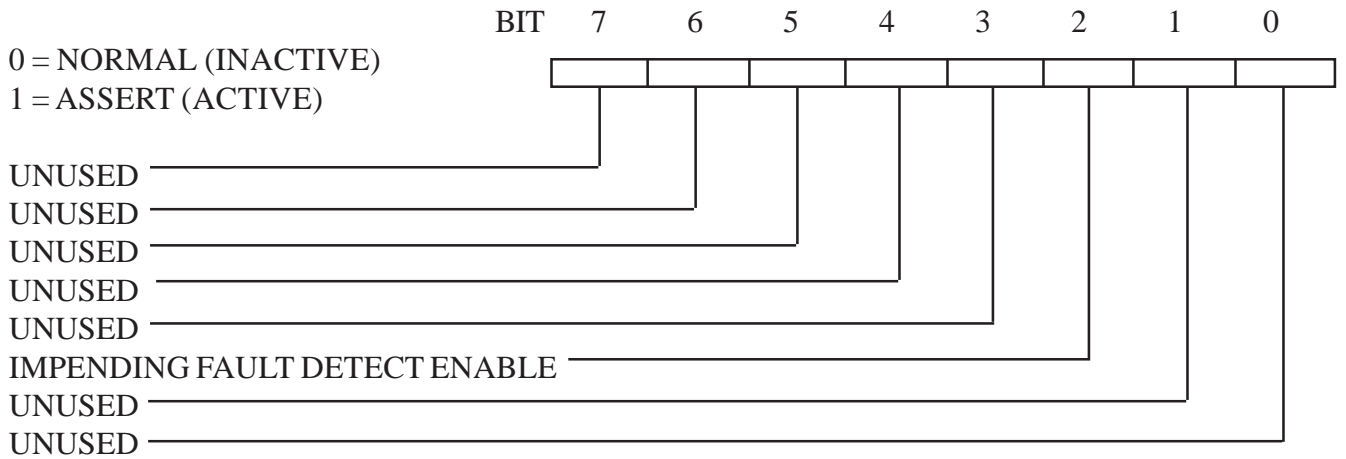 BIT 7 6 5 4 3 2 1 0
0 = NORMAL (INACTIVE)
1 = ASSERT (ACTIVE)
UNUSED
UNUSED
UNUSED
UNUSED
UNUSED
IMPENDING FAULT DETECT ENABLE
UNUSED
UNUSED